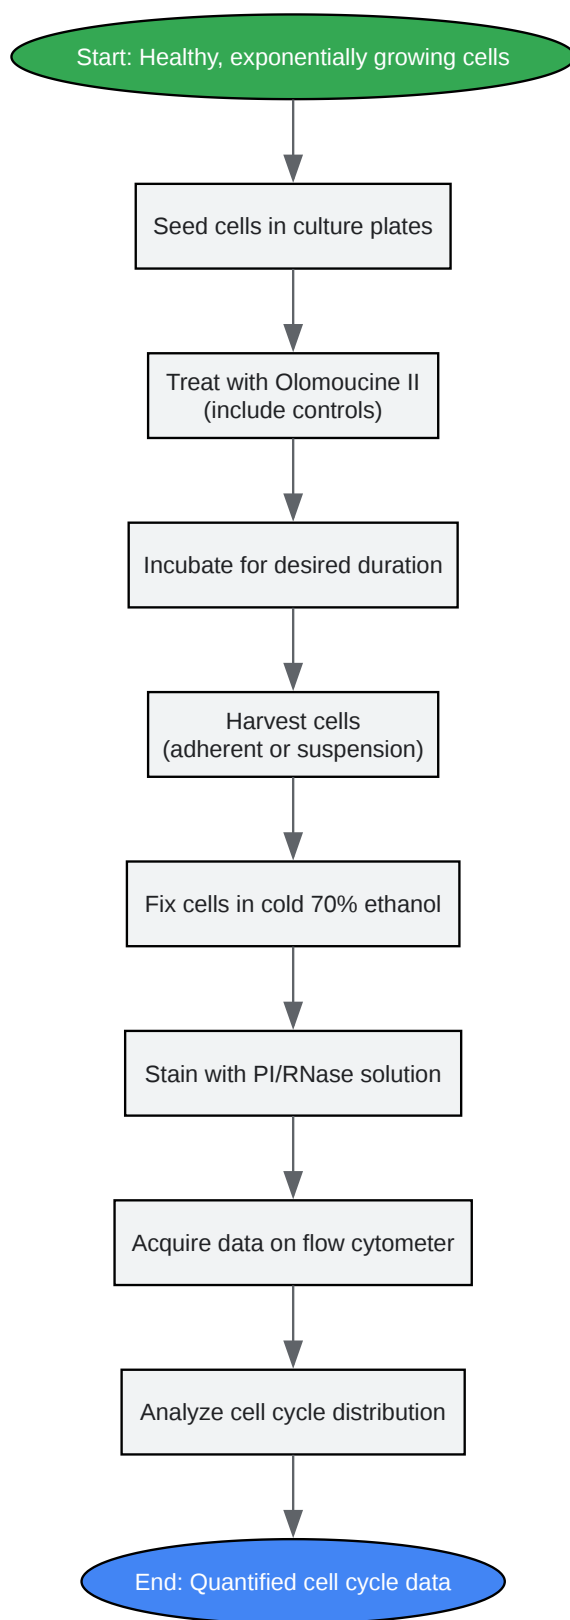 Start: Healthy, exponentially growing cells
Seed cells in culture plates
Treat with Olomoucine II
(include controls)
Incubate for desired duration
Harvest cells
(adherent or suspension)
Fix cells in cold 70% ethanol
Stain with PI/RNase solution
Acquire data on flow cytometer
Analyze cell cycle distribution
End: Quantified cell cycle data